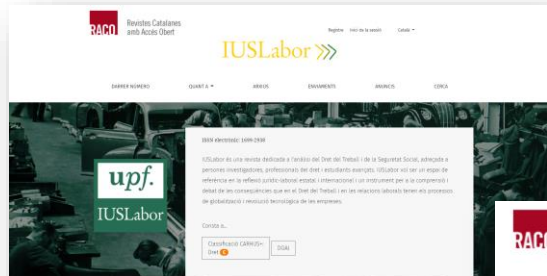 RACO
Revistes Catalanes
amb Accés Obert
Registre Inici de la sessió Català
IUSLabor
DARRER NÚMERO QUANT A ARXIUS ENVIAMENTS ANUNCIS CERCA
ISSN electrònic: 1699-2938
IUSLabor és una revista dedicada a l'anàlisi del Dret del Treball i de la Seguretat Social, adreçada a
persones investigadores, professionals del dret i estudiants avançats. IUSLabor vol ser un espai de
referència en la reflexió jurídic-laboral estatal i internacional i un instrument per a la comprensió i
debat de les conseqüències que en el Dret del Treball i en les relacions laborals tenen els processos
de globalització i revolució tecnològica de les empreses.
upf.
IUSLabor
Consta a...
Classificació CARHUS+:
Dret C
DOAJ
RACO